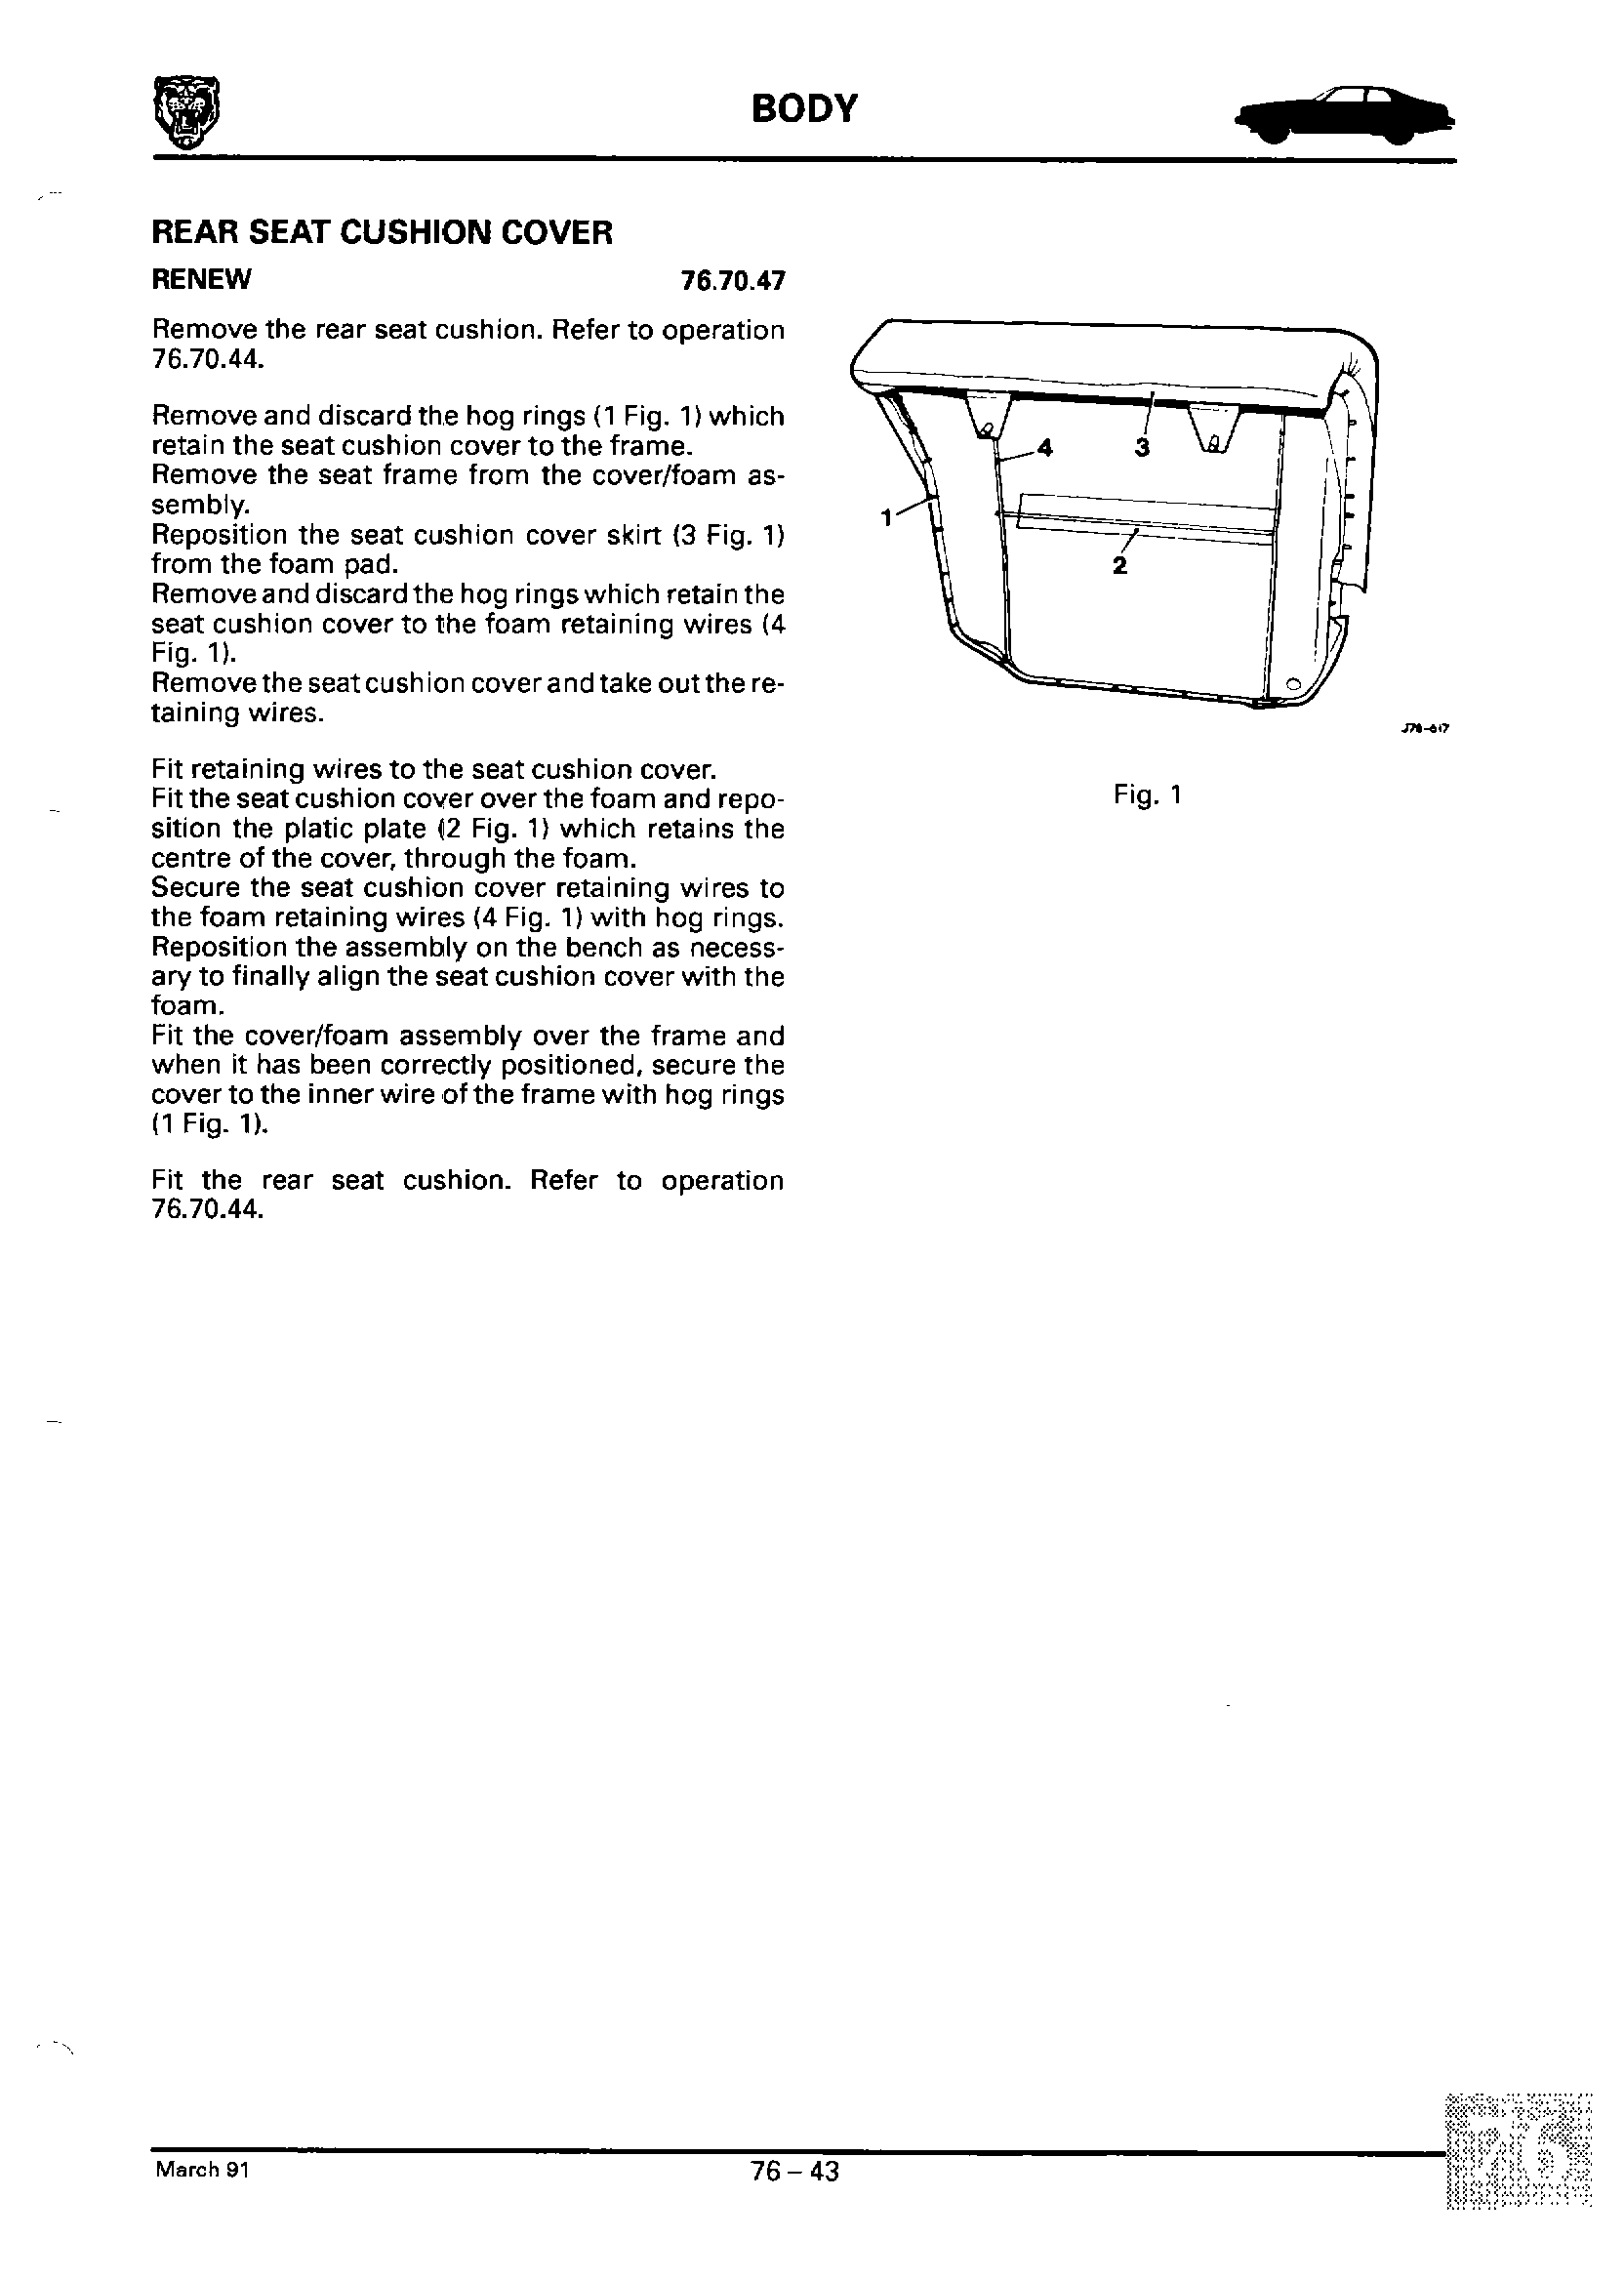 BODY
REAR SEAT CUSHION COVER
RENEW 76.70.47
Remove the rear seat cushion. Refer to operation
76.70.44.
Remove and discard the hog rings (1 Fig. 1) which
retain the seat cushion cover to the frame.
Remove the seat frame from the cover/foam as-
sembly.
Reposition the seat cushion cover skirt (3 Fig. 1)
from the foam pad.
Remove and discard the hog rings which retain the
seat cushion cover to the foam retaining wires (4
Fig. 1).
Remove the seat cushion cover and take out the re-
taining wires.
Fit retaining wires to the seat cushion cover.
Fit the seat cushion cover over the foam and repo-
sition the platic plate (2 Fig. 1) which retains the
centre of the cover, through the foam.
Secure the seat cushion cover retaining wires to
the foam retaining wires (4 Fig. 1) with hog rings.
Reposition the assembly on the bench as necess-
ary to finally align the seat cushion cover with the
foam.
Fit the cover/foam assembly over the frame and
when it has been correctly positioned, secure the
cover to the inner wire of the frame with hog rings
(1 Fig. 1).
Fit the rear seat cushion. Refer to operation
76.70.44.
4
3
1
2
J76-617
Fig. 1
March 91
76 – 43
76